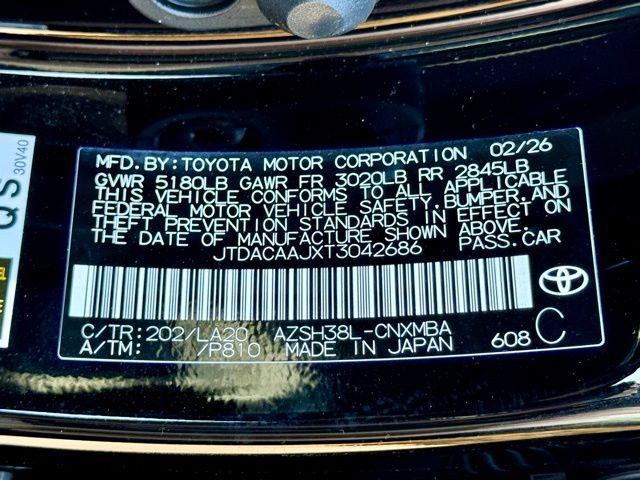 MFD.BY:TOYOTA MOTOR CORPORATION 02/26
GVWR 5180LB GAWR FR 3020LB RR 2845LB
THIS VEHICLE CONFORMS TO ALL APPLICABLE
FEDERAL MOTOR VEHICLE SAFETY,BUMPER,AND
THEFT PREVENTION STANDARDS IN EFFECT ON
THE DATE OF MANUFACTURE SHOWN ABOVE.
JTDACAAJXT3042686 PASS.CAR
C/TR:202/LA20 AZSH38L-CNXMBA
A/TM: /P810 MADE IN JAPAN 608 C
30V40